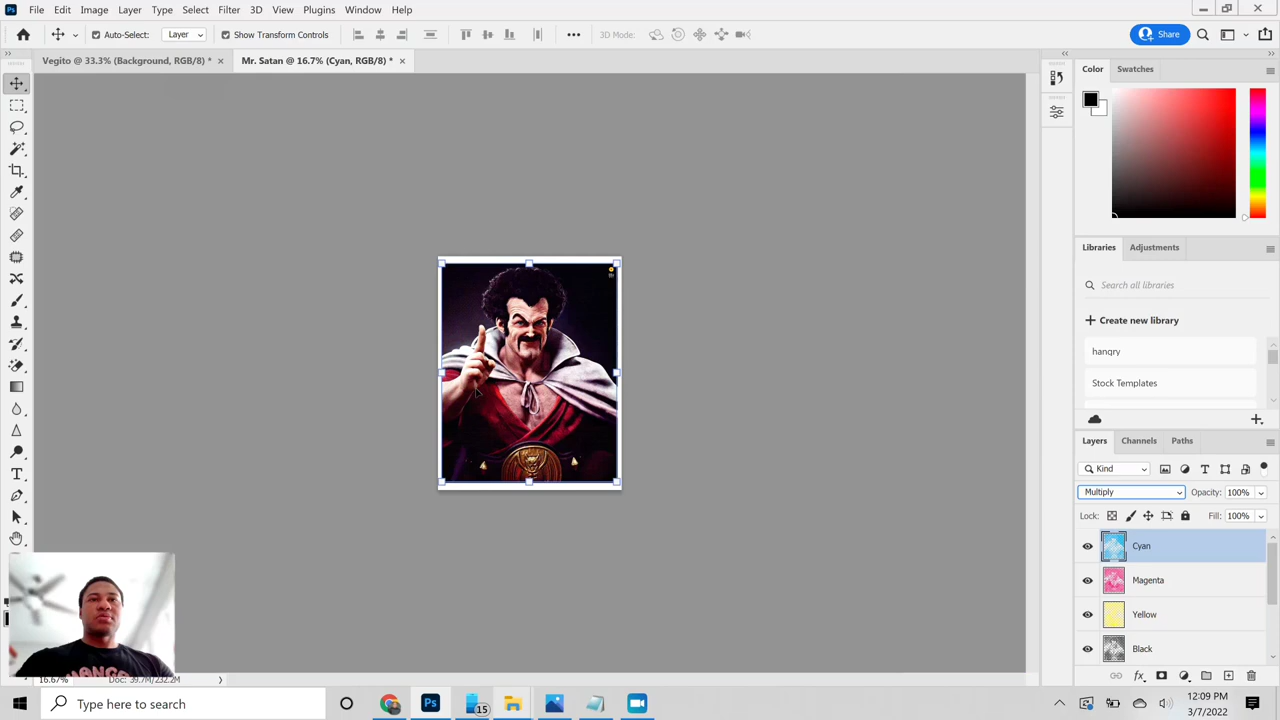 File Edit Image Layer Type Select Filter 3D View Plugins Window Help
Auto-Select: Layer Show Transform Controls 3D Mode: Share
Vegito @ 33.3% (Background, RGB/8) * Mr. Satan @ 16.7% (Cyan, RGB/8) *
Color Swatches
Libraries Adjustments
Search all libraries
Create new library
hangry
Stock Templates
Layers Channels Paths
Kind
Multiply Opacity: 100%
Lock: Fill: 100%
Cyan
Magenta
Yellow
Black
16.67% Doc: 39.7M/232.2M
Type here to search 15 12:09 PM
3/7/2022